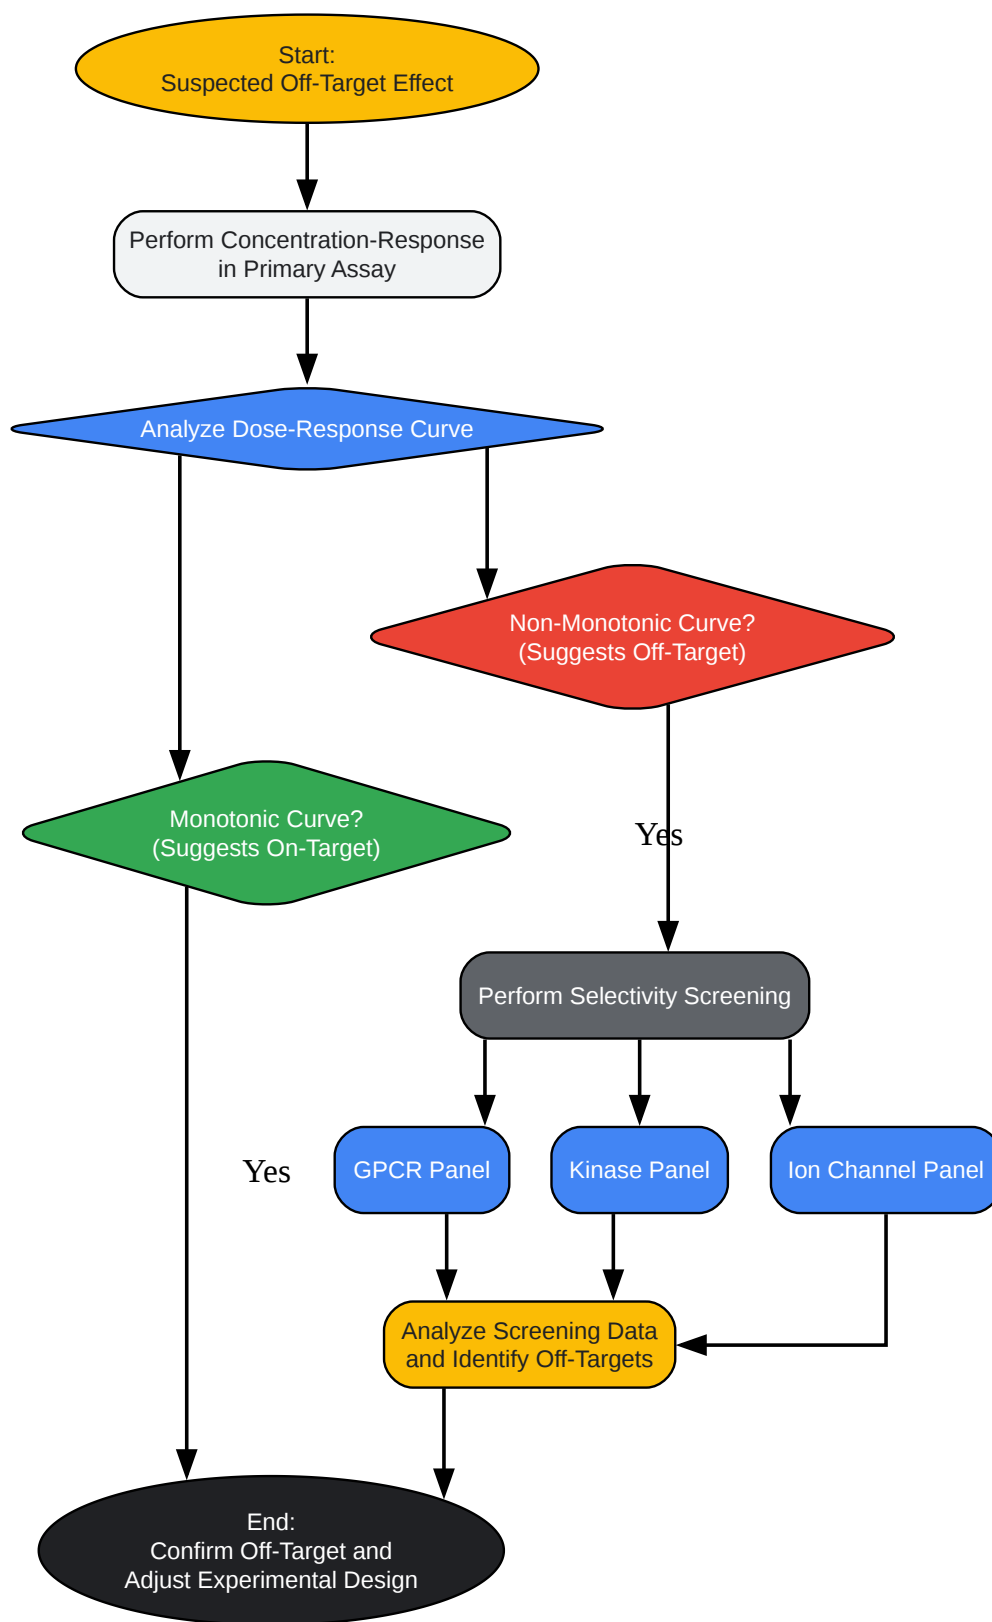 Start:
Suspected Off-Target Effect
Perform Concentration-Response
in Primary Assay
Analyze Dose-Response Curve
Non-Monotonic Curve?
(Suggests Off-Target)
Monotonic Curve?
(Suggests On-Target)
Yes
Perform Selectivity Screening
Yes
GPCR Panel
Kinase Panel
Ion Channel Panel
Analyze Screening Data
and Identify Off-Targets
End:
Confirm Off-Target and
Adjust Experimental Design